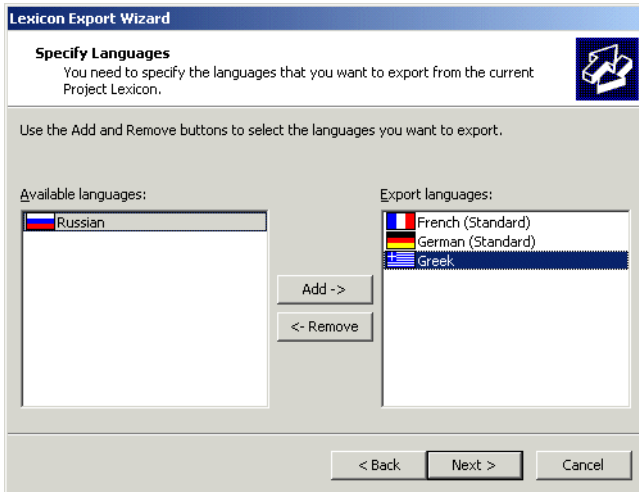 Lexicon Export Wizard
Specify Languages
You need to specify the languages that you want to export from the current
Project Lexicon.
Use the Add and Remove buttons to select the languages you want to export.
Available languages:
Russian
Export languages:
French (Standard)
German (Standard)
Greek
Add ->
<- Remove
< Back
Next >
Cancel